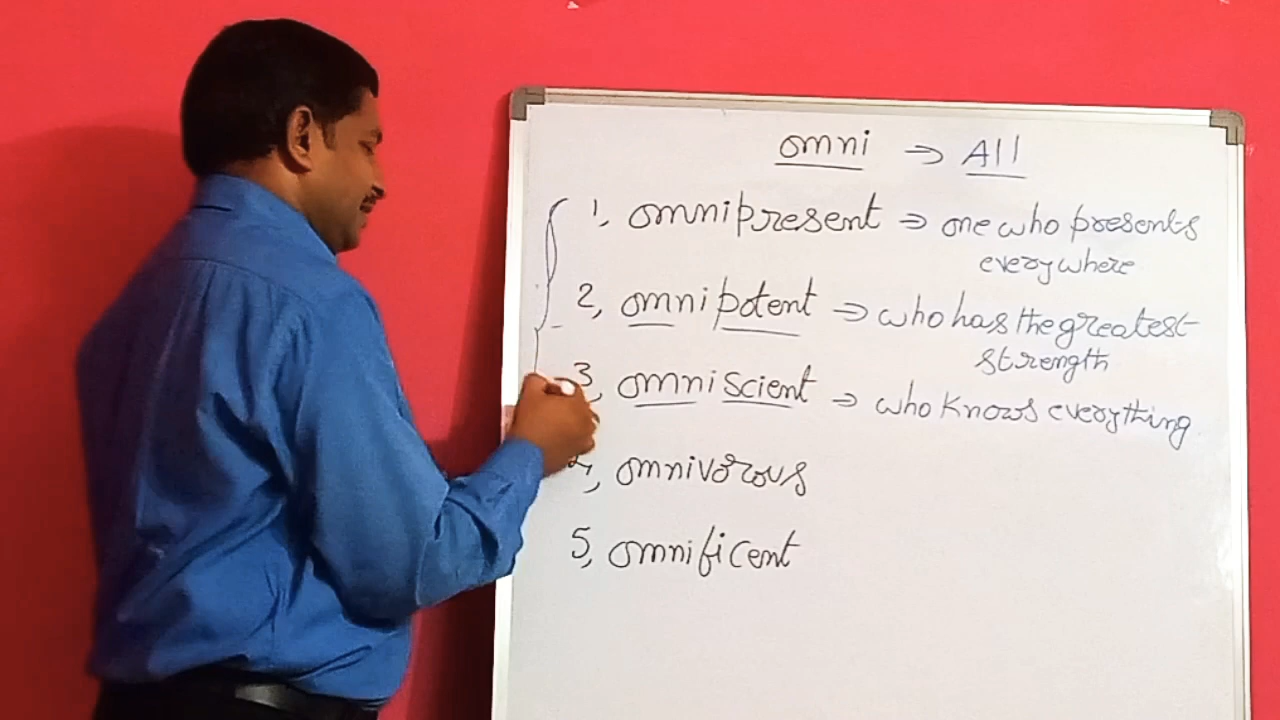 omni → All
1, omnipresent → one who presents
everywhere
2, omnipotent → who has the greatest
strength
3, omniscient → who knows everything
4, omnivorous
5, omnificent